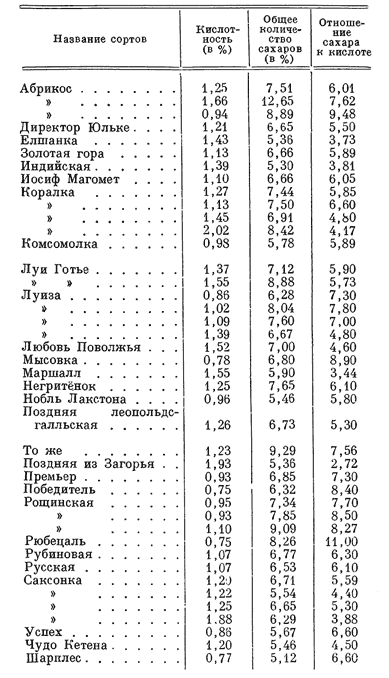 Название сортов Кислот- Общее Отношение
ность количе- сахара
(в %) ство к кислоте
сахаров
(в %)
Абрикос . . . . . . . . 1,25 7,51 6,01
» . . . . . . . . 1,66 12,65 7,62
» . . . . . . . . 0,94 8,89 9,48
Директор Юльке . . . . . 1,21 6,65 5,50
Елшанка . . . . . . . . 1,43 5,36 3,73
Золотая гора . . . . . . 1,13 6,66 5,89
Индийская . . . . . . . 1,39 5,30 3,81
Иосиф Магомет . . . . . 1,10 6,66 6,05
Коралка . . . . . . . . 1,27 7,44 5,85
» . . . . . . . . 1,13 7,50 6,60
» . . . . . . . . 1,45 6,91 4,80
» . . . . . . . . 2,02 8,42 4,17
Комсомолка . . . . . . . 0,98 5,78 5,89
Луи Готье . . . . . . . 1,37 7,12 5,90
» » . . . . . . . 1,55 8,88 5,73
Луиза . . . . . . . . . 0,86 6,28 7,30
» . . . . . . . . . 1,02 8,04 7,80
» . . . . . . . . . 1,09 7,60 7,00
» . . . . . . . . . 1,39 6,67 4,80
Любовь Поволжья . . . 1,52 7,00 4,60
Мысовка . . . . . . . . 0,78 6,80 8,90
Маршалл . . . . . . . . 1,55 5,90 3,44
Негритёнок . . . . . . . 1,25 7,65 6,10
Нобль Лакстона . . . . . 0,96 5,46 5,80
Поздняя леопольдс-
галльская . . . . . . 1,26 6,73 5,30
То же . . . . . . . . . 1,23 9,29 7,56
Поздняя из Загорья . . 1,93 5,36 2,72
Премьер . . . . . . . . 0,93 6,85 7,30
Победитель . . . . . . 0,75 6,32 8,40
Рощинская . . . . . . . 0,95 7,34 7,70
» . . . . . . . 0,93 7,85 8,50
» . . . . . . . 1,10 9,09 8,27
Рюбецаль . . . . . . . 0,75 8,26 11,00
Рубиновая . . . . . . . 1,07 6,77 6,30
Русская . . . . . . . . 1,07 6,53 6,10
Саксонка . . . . . . . . 1,20 6,71 5,59
» . . . . . . . . 1,22 5,54 4,40
» . . . . . . . . 1,25 6,65 5,30
» . . . . . . . . 1.88 6,29 3,88
Успех . . . . . . . . . 0,86 5,67 6,60
Чудо Кетена . . . . . . 1,20 5,46 4,50
Шарплес . . . . . . . . 0,77 5,12 6,60